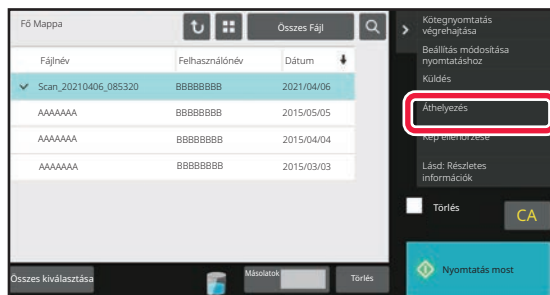 Fő Mappa
Összes Fájl
Fájlnév Felhasználónév Dátum
Scan_20210406_085320 BBBBBBBB 2021/04/06
AAAAAAA BBBBBBBB 2015/05/05
AAAAAAA BBBBBBBB 2015/04/04
AAAAAAA BBBBBBBB 2015/03/03
Összes kiválasztása
Másolatok
Törlés
Kötegnyomtatás
végrehajtása
Beállítás módosítása
nyomtatáshoz
Küldés
Áthelyezés
Kép ellenőrzése
Lásd: Részletes
információk
Törlés
CA
Nyomtatás most